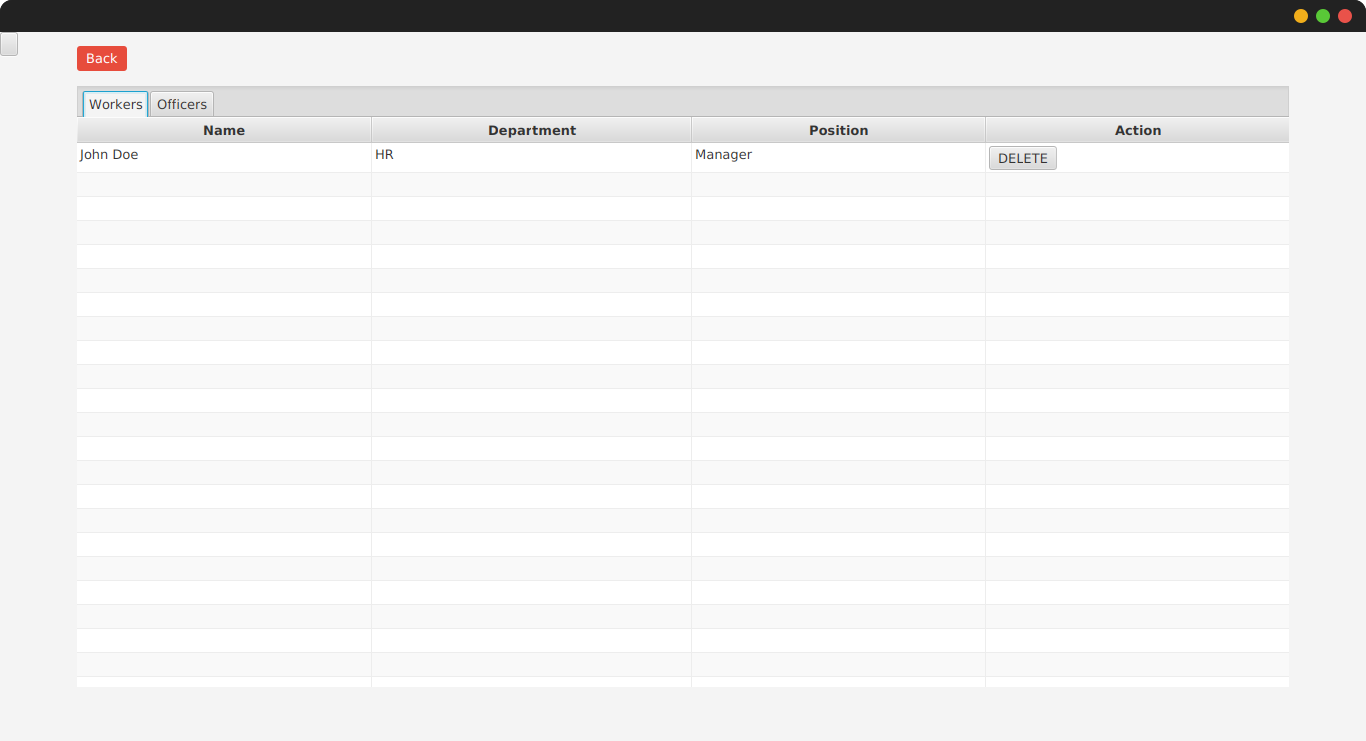 Back
Workers Officers
Name Department Position Action
John Doe HR Manager DELETE